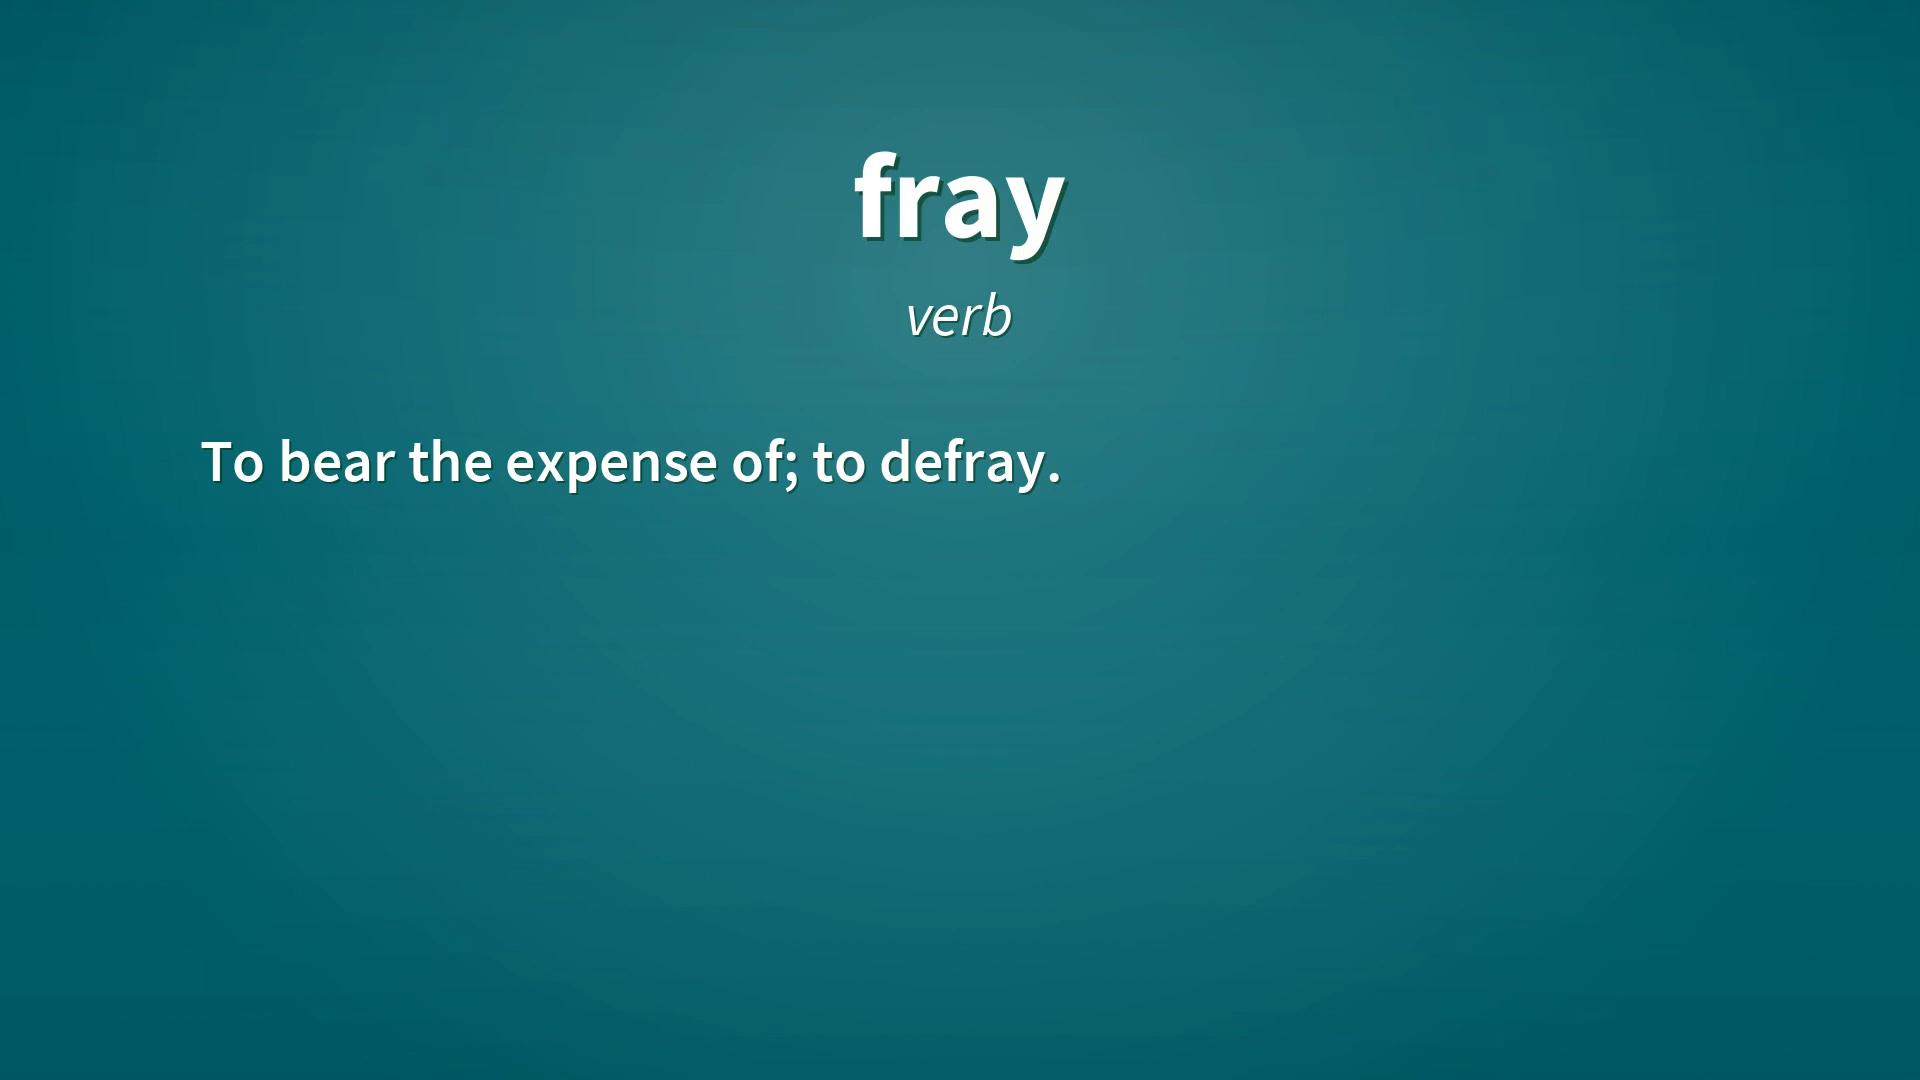 fray
verb
To bear the expense of; to defray.